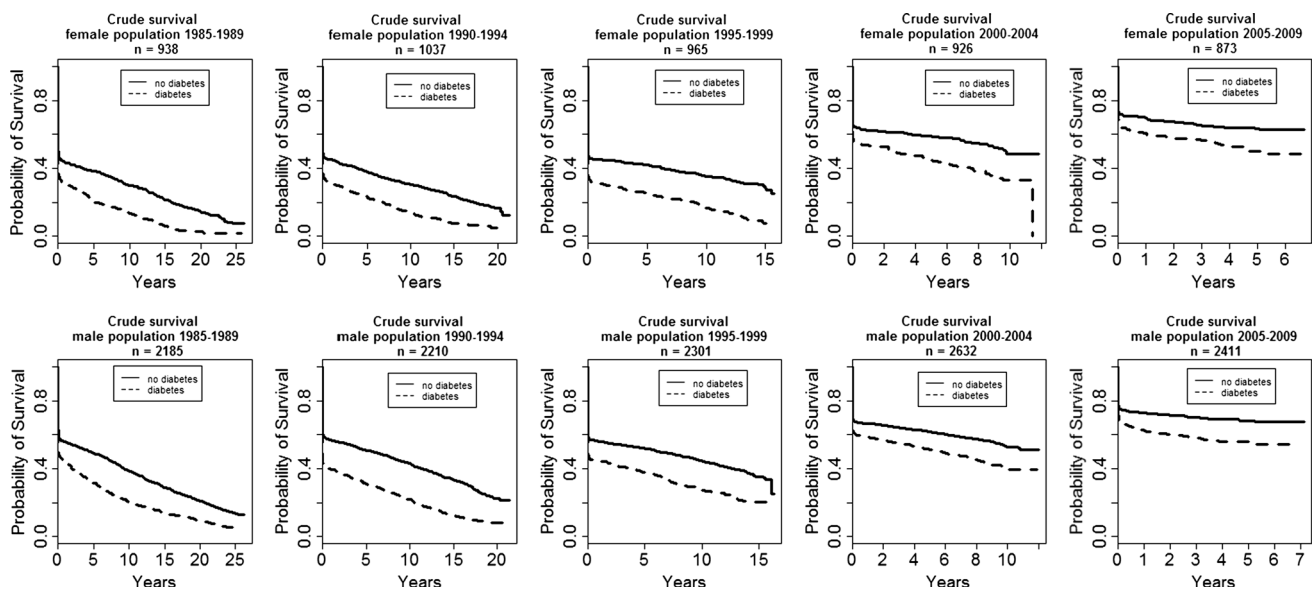 Crude survival
female population 1985-1989
n = 938
no diabetes
diabetes
Probability of Survival
0.0 0.4 0.8
0 5 10 15 20 25
Years
Crude survival
female population 1990-1994
n = 1037
no diabetes
diabetes
Probability of Survival
0.0 0.4 0.8
0 5 10 15 20
Years
Crude survival
female population 1995-1999
n = 965
no diabetes
diabetes
Probability of Survival
0.0 0.4 0.8
0 5 10 15
Years
Crude survival
female population 2000-2004
n = 926
no diabetes
diabetes
Probability of Survival
0.0 0.4 0.8
0 2 4 6 8 10
Years
Crude survival
female population 2005-2009
n = 873
no diabetes
diabetes
Probability of Survival
0.0 0.4 0.8
0 1 2 3 4 5 6
Years
Crude survival
male population 1985-1989
n = 2185
no diabetes
diabetes
Probability of Survival
0.0 0.4 0.8
0 5 10 15 20 25
Years
Crude survival
male population 1990-1994
n = 2210
no diabetes
diabetes
Probability of Survival
0.0 0.4 0.8
0 5 10 15 20
Years
Crude survival
male population 1995-1999
n = 2301
no diabetes
diabetes
Probability of Survival
0.0 0.4 0.8
0 5 10 15
Years
Crude survival
male population 2000-2004
n = 2632
no diabetes
diabetes
Probability of Survival
0.0 0.4 0.8
0 2 4 6 8 10
Years
Crude survival
male population 2005-2009
n = 2411
no diabetes
diabetes
Probability of Survival
0.0 0.4 0.8
0 1 2 3 4 5 6 7
Years